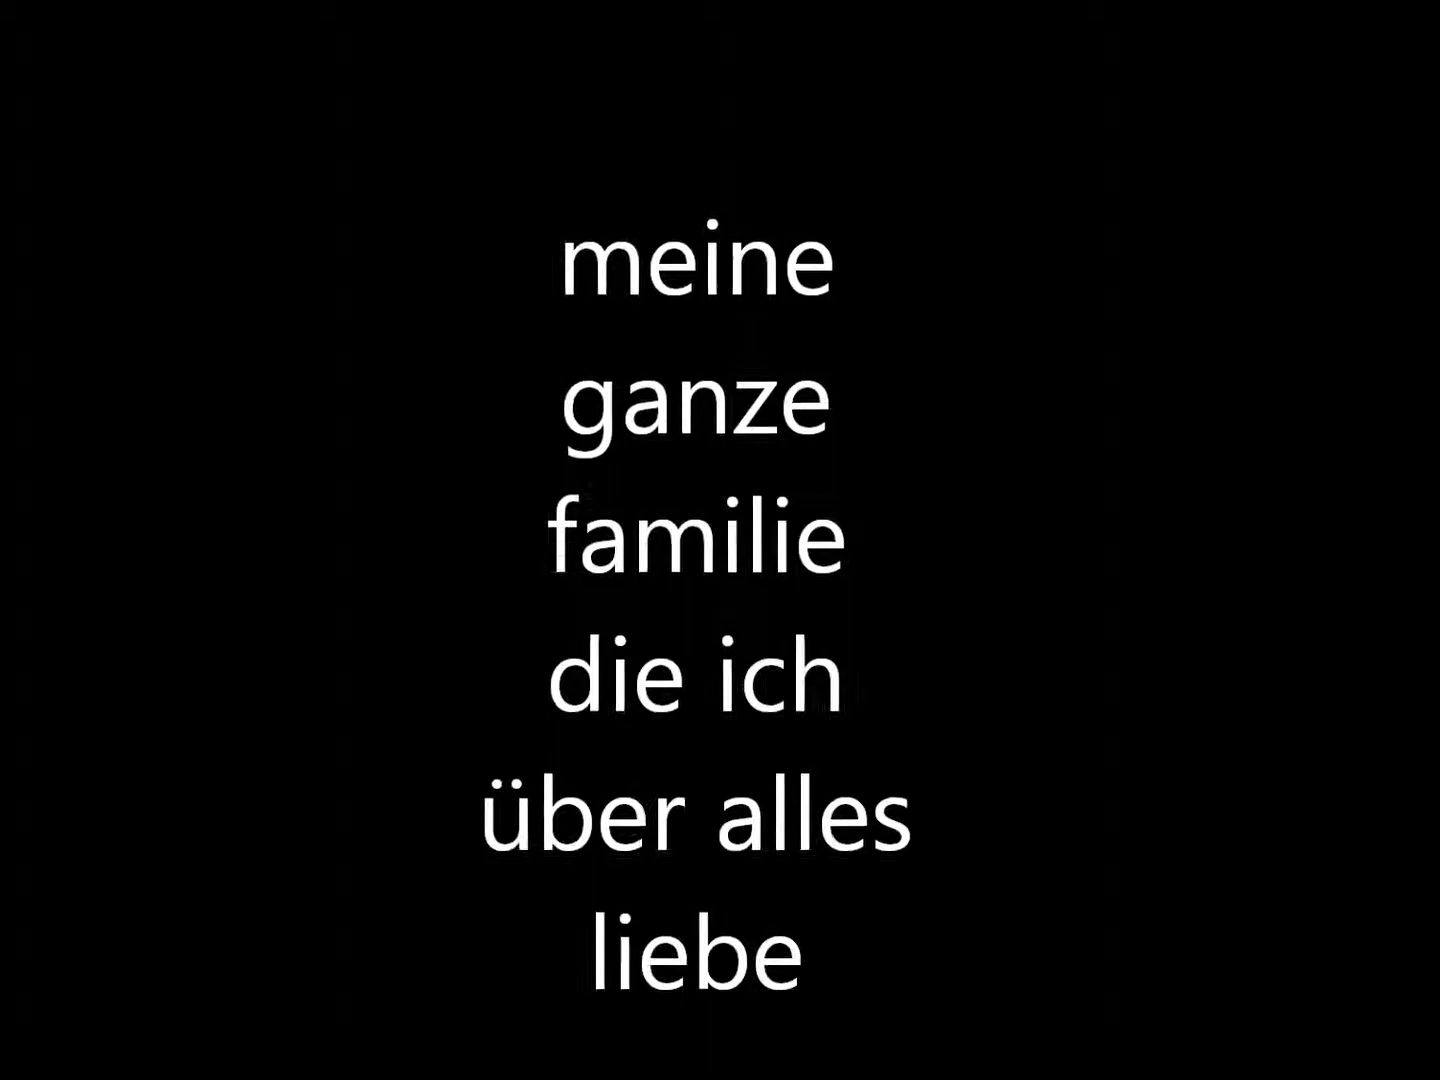 meine
ganze
familie
die ich
über alles
liebe